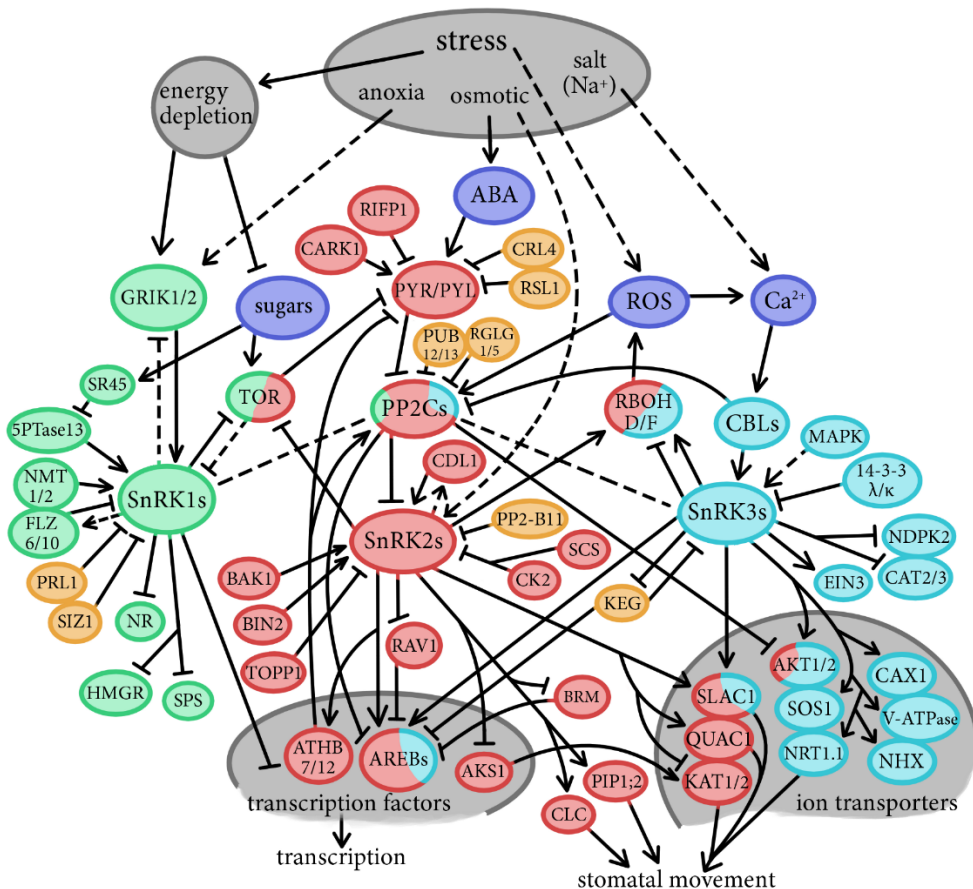 stress
salt
(Na⁺)
energy
depletion
anoxia
osmotic
ABA
RIFP1
CARK1
CRL4
RSL1
PYR/PYL
GRIK1/2
sugars
ROS
Ca²⁺
PUB
12/13
RGLG
1/5
SR45
TOR
PP2Cs
RBOH
D/F
CBLs
5PTase13
MAPK
CDL1
14-3-3
λ/κ
NMT
1/2
SnRK1s
SnRK3s
FLZ
6/10
PP2-B11
NDPK2
SnRK2s
SCS
CAT2/3
EIN3
PRL1
BAK1
CK2
KEG
SIZ1
NR
BIN2
RAV1
TOPP1
AKT1/2
CAX1
HMGR
SPS
BRM
SLAC1
SOS1
V-ATPase
ATHB
7/12
AREBs
QUAC1
NRT1.1
NHX
AKS1
KAT1/2
PIP1;2
transcription factors
ion transporters
CLC
transcription
stomatal movement